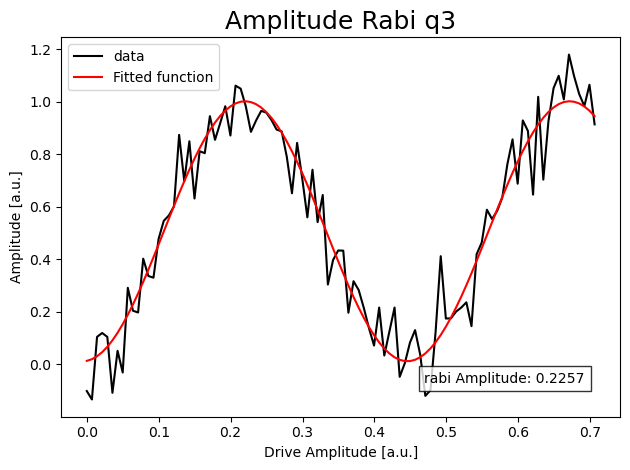 Amplitude Rabi q3
data
Fitted function
Amplitude [a.u.]
1.2
1.0
0.8
0.6
0.4
0.2
0.0
rabi Amplitude: 0.2257
0.0 0.1 0.2 0.3 0.4 0.5 0.6 0.7
Drive Amplitude [a.u.]